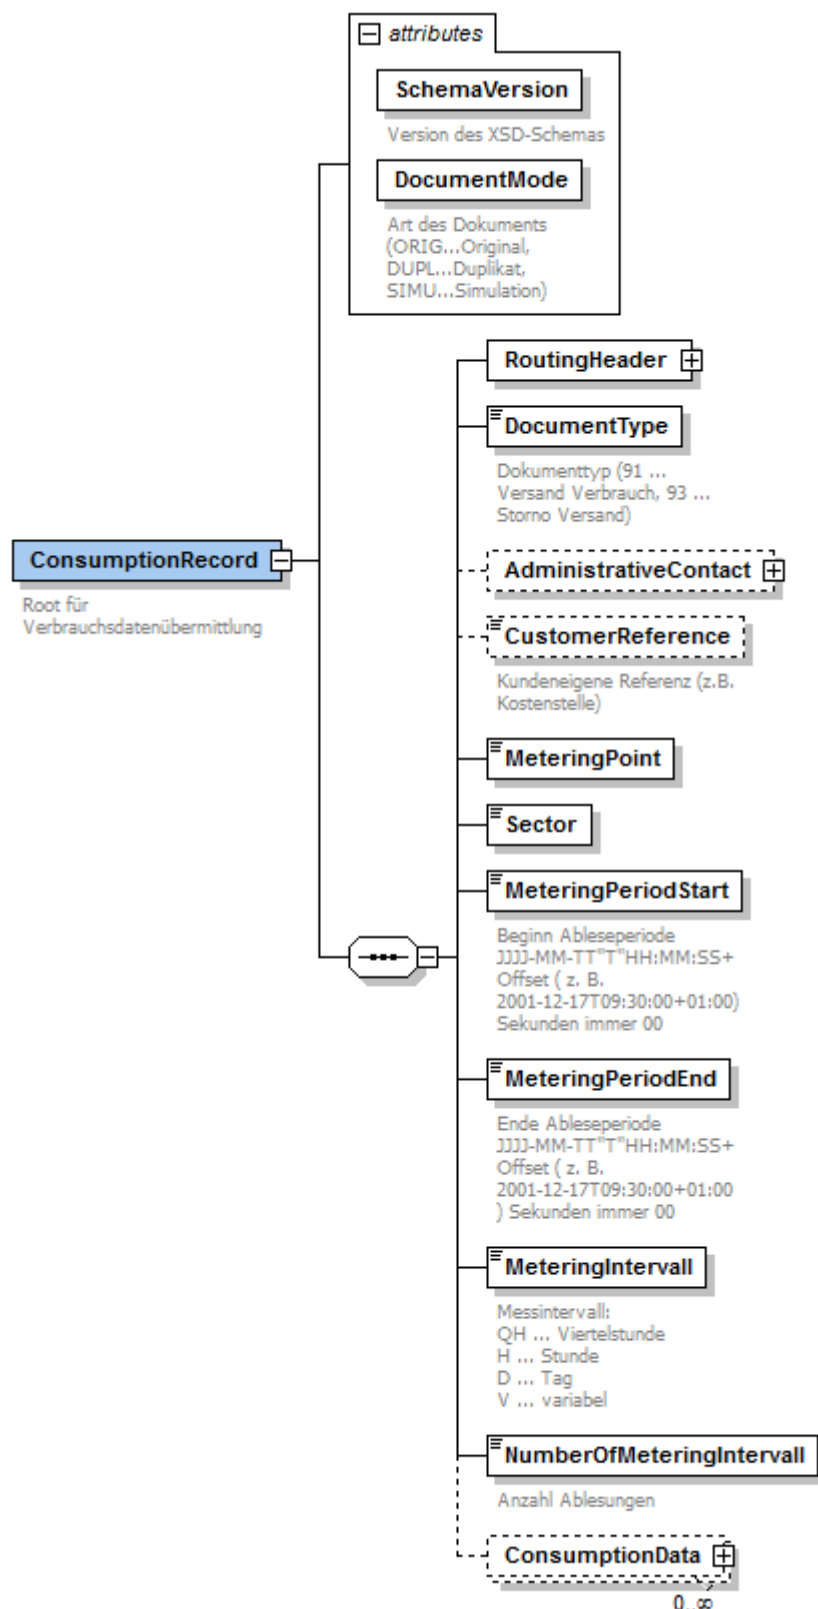 attributes
SchemaVersion
Version des XSD-Schemas
DocumentMode
Art des Dokuments
(ORIG...Original,
DUPL...Duplikat,
SIMU...Simulation)
RoutingHeader
DocumentType
Dokumenttyp (91 ...
Versand Verbrauch, 93 ...
Storno Versand)
ConsumptionRecord
Root für
Verbrauchsdatenübermittlung
AdministrativeContact
CustomerReference
Kundeneigene Referenz (z.B.
Kostenstelle)
MeteringPoint
Sector
MeteringPeriodStart
Beginn Ableseperiode
JJJJ-MM-TT"T"HH:MM:SS+
Offset ( z. B.
2001-12-17T09:30:00+01:00)
Sekunden immer 00
MeteringPeriodEnd
Ende Ableseperiode
JJJJ-MM-TT"T"HH:MM:SS+
Offset ( z. B.
2001-12-17T09:30:00+01:00
) Sekunden immer 00
MeteringIntervall
Messintervall:
QH ... Viertelstunde
H ... Stunde
D ... Tag
V ... variabel
NumberOfMeteringIntervall
Anzahl Ablesungen
ConsumptionData
0..∞